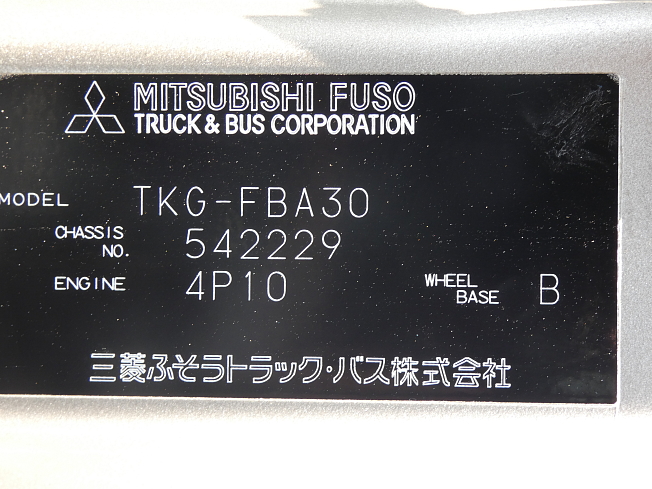 MITSUBISHI FUSO
TRUCK & BUS CORPORATION
MODEL TKG-FBA30
CHASSIS NO. 542229
ENGINE 4P10 WHEEL BASE B
三菱ふそうトラック・バス株式会社